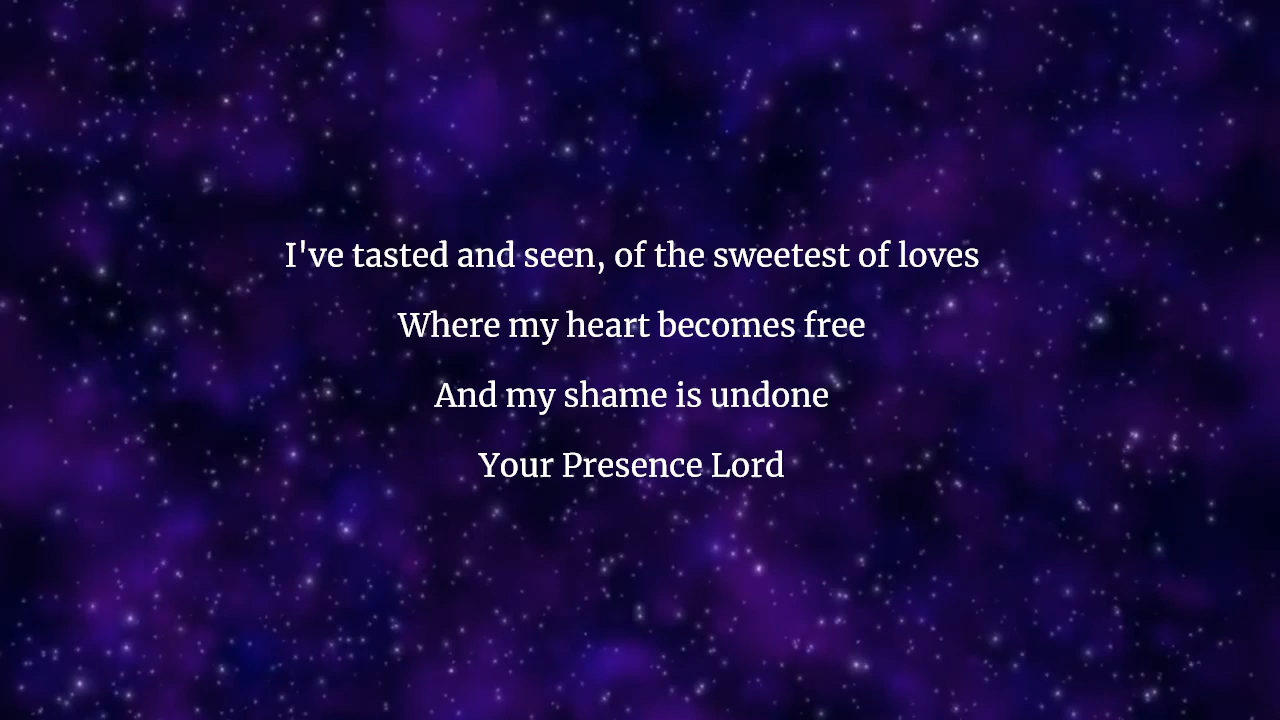 I've tasted and seen, of the sweetest of loves
Where my heart becomes free
And my shame is undone
Your Presence Lord